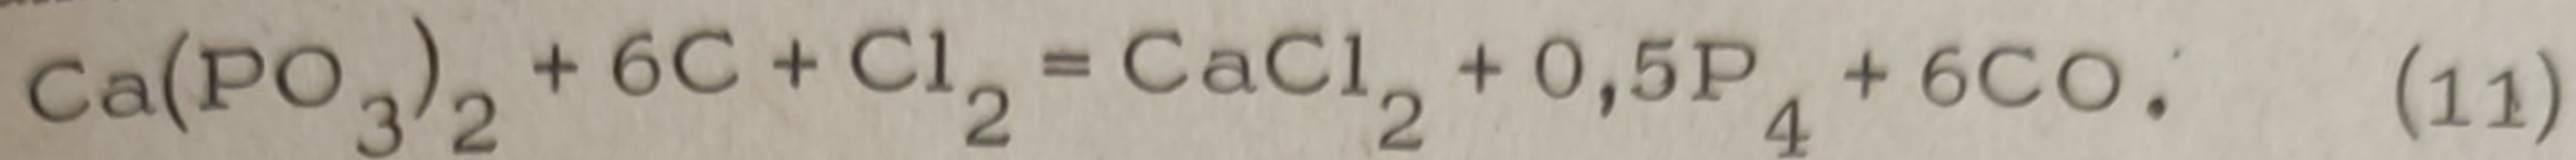 Ca(PO₃)₂ + 6C + Cl₂ = CaCl₂ + 0,5P₄ + 6CO. (11)